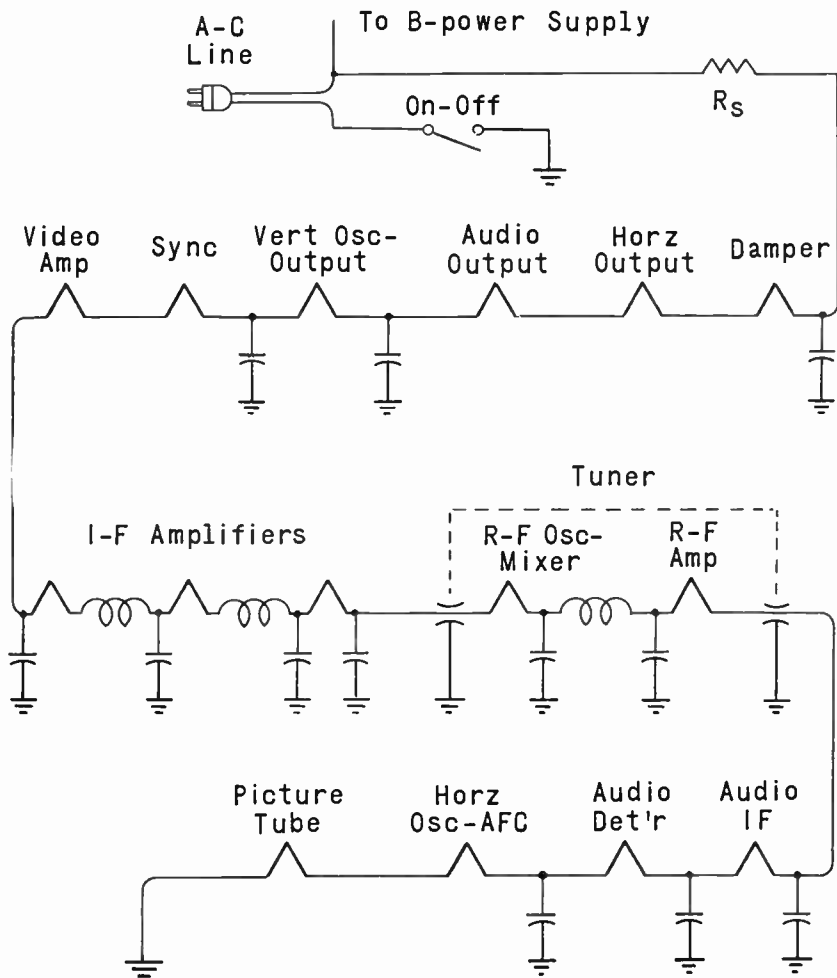 A-C
Line
To B-power Supply
On-Off
RS
Video
Amp
Sync
Vert Osc-
Output
Audio
Output
Horz
Output
Damper
Tuner
I-F Amplifiers
R-F Osc-
Mixer
R-F
Amp
Picture
Tube
Horz
Osc-AFC
Audio
Det'r
Audio
IF